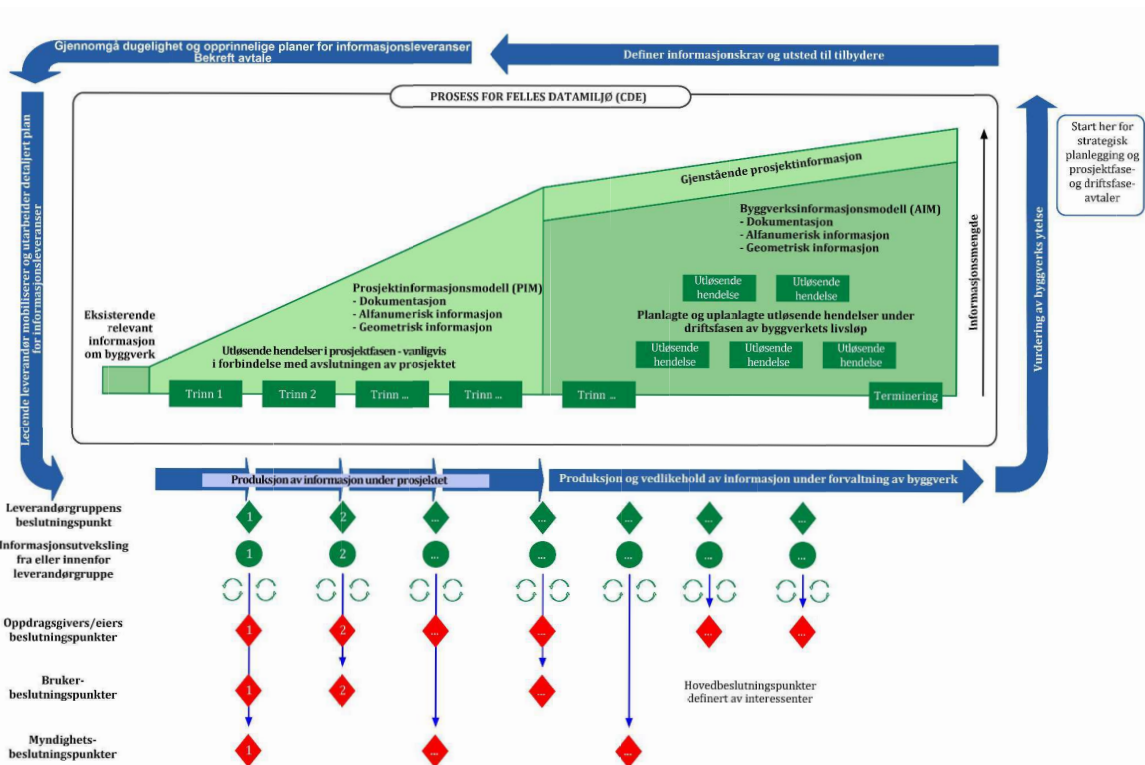 Gjennomgå dugelighet og opprinnelige planer for informasjonsleveranser
Bekreft avtale
Definer informasjonskrav og utsted til tilbydere
PROSESS FOR FELLES DATAMILJØ (CDE)
Lecende leverandør mobiliserer og utarbeider detaljert plan
for informasjonsleveranser
Start her for
strategisk
planlegging og
prosjektfase-
og driftsfase-
avtaler
Vurdering av byggverks ytelse
Informasjonsmengde
Gjenstående prosjektinformasjon
Byggverksinformasjonsmodell (AIM)
- Dokumentasjon
- Alfanumerisk informasjon
- Geometrisk informasjon
Prosjektinformasjonsmodell (PIM)
- Dokumentasjon
- Alfanumerisk informasjon
- Geometrisk informasjon
Utløsende
hendelse
Utløsende
hendelse
Planlagte og uplanlagte utløsende hendelser under
driftsfasen av byggverkets livsløp
Utløsende
hendelse
Utløsende
hendelse
Utløsende
hendelse
Eksisterende
relevant
informasjon
om byggverk
Utløsende hendelser i prosjektfasen - vanligvis
i forbindelse med avslutningen av prosjektet
Trinn 1
Trinn 2
Trinn ...
Trinn ...
Trinn ...
Terminering
Produksjon av informasjon under prosjektet
Produksjon og vedlikehold av informasjon under forvaltning av byggverk
Leverandørgruppens
beslutningspunkt
1
2
...
...
...
...
...
Informasjonsutveksling
fra eller innenfor
leverandørgruppe
1
2
...
...
...
...
...
Oppdragsgivers/eiers
beslutningspunkter
1
2
...
...
...
...
Bruker-
beslutningspunkter
1
2
...
Hovedbeslutningspunkter
definert av interessenter
Myndighets-
beslutningspunkter
1
...
...